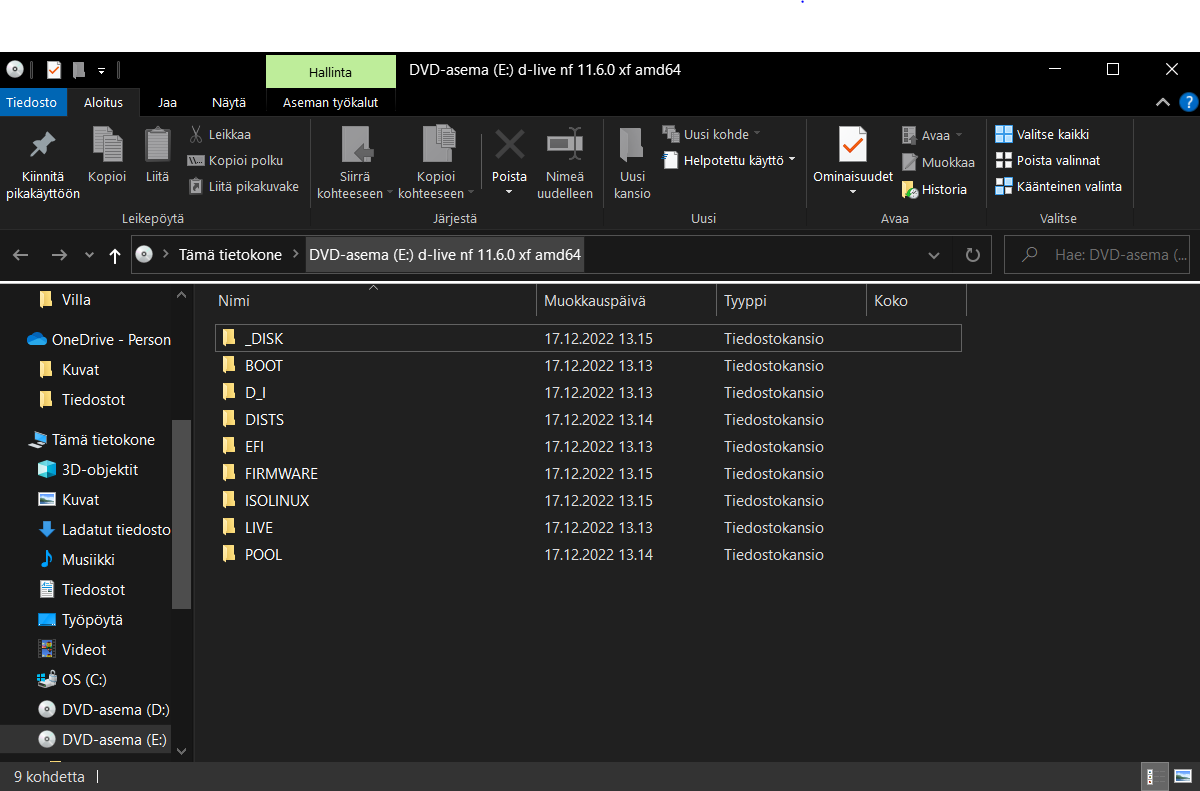 Hallinta
DVD-asema (E:) d-live nf 11.6.0 xf amd64
Tiedosto
Aloitus
Jaa
Näytä
Aseman työkalut
?
Kiinnitä pikakäyttöön
Kopioi
Liitä
Leikkaa
Kopioi polku
Liitä pikakuvake
Leikepöytä
Siirrä kohteeseen
Kopioi kohteeseen
Poista
Nimeä uudelleen
Järjestä
Uusi kansio
Uusi kohde
Helpotettu käyttö
Uusi
Ominaisuudet
Avaa
Muokkaa
Historia
Avaa
Valitse kaikki
Poista valinnat
Käänteinen valinta
Valitse
Tämä tietokone
DVD-asema (E:) d-live nf 11.6.0 xf amd64
Hae: DVD-asema (...
Villa
OneDrive - Person
Kuvat
Tiedostot
Tämä tietokone
3D-objektit
Kuvat
Ladatut tiedosto
Musiikki
Tiedostot
Työpöytä
Videot
OS (C:)
DVD-asema (D:)
DVD-asema (E:)
Nimi Muokkauspäivä Tyyppi Koko
_DISK 17.12.2022 13.15 Tiedostokansio
BOOT 17.12.2022 13.13 Tiedostokansio
D_I 17.12.2022 13.13 Tiedostokansio
DISTS 17.12.2022 13.14 Tiedostokansio
EFI 17.12.2022 13.13 Tiedostokansio
FIRMWARE 17.12.2022 13.15 Tiedostokansio
ISOLINUX 17.12.2022 13.15 Tiedostokansio
LIVE 17.12.2022 13.13 Tiedostokansio
POOL 17.12.2022 13.14 Tiedostokansio
9 kohdetta